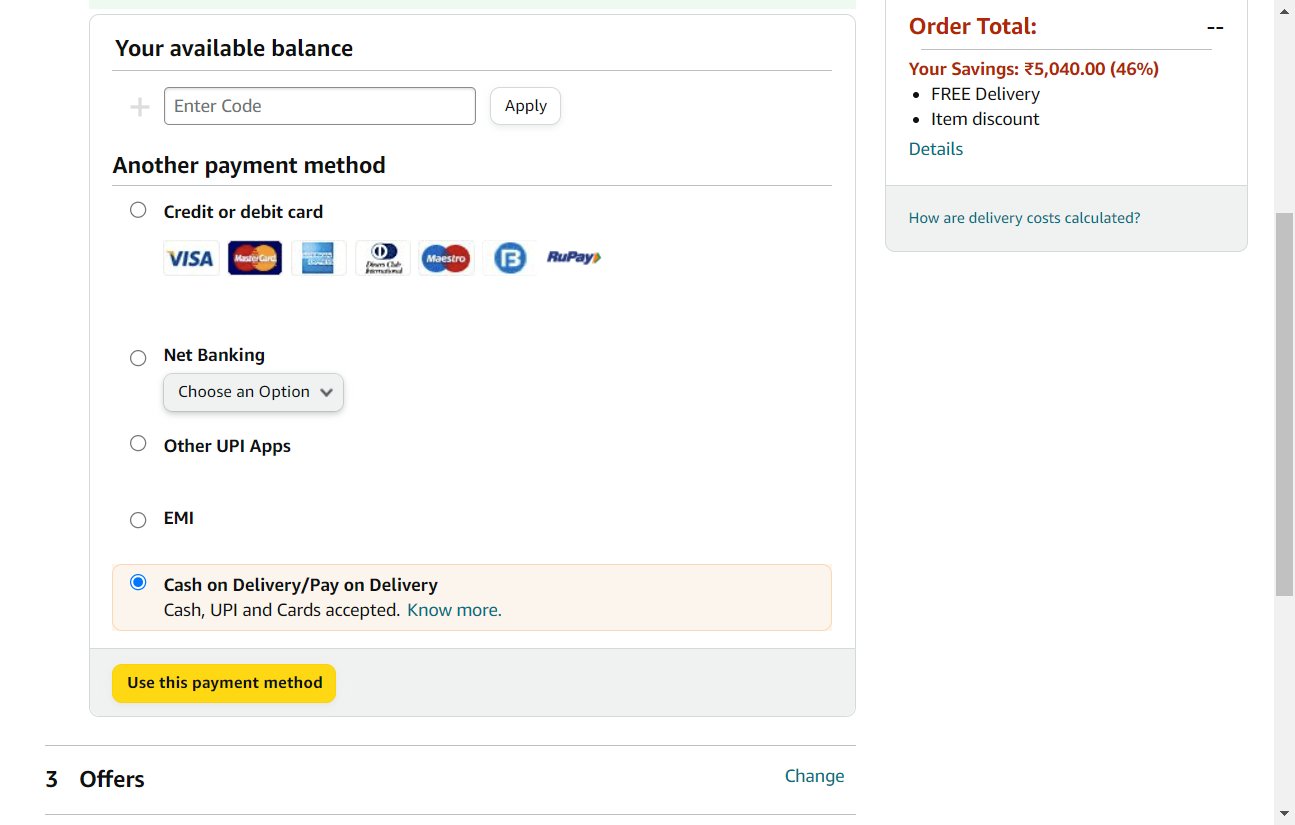 Your available balance
Enter Code
Apply
Another payment method
Credit or debit card
VISA
MasterCard
Diners Club International
Maestro
RuPay
Net Banking
Choose an Option
Other UPI Apps
EMI
Cash on Delivery/Pay on Delivery
Cash, UPI and Cards accepted. Know more.
Use this payment method
3 Offers
Change
Order Total: --
Your Savings: ₹5,040.00 (46%)
FREE Delivery
Item discount
Details
How are delivery costs calculated?